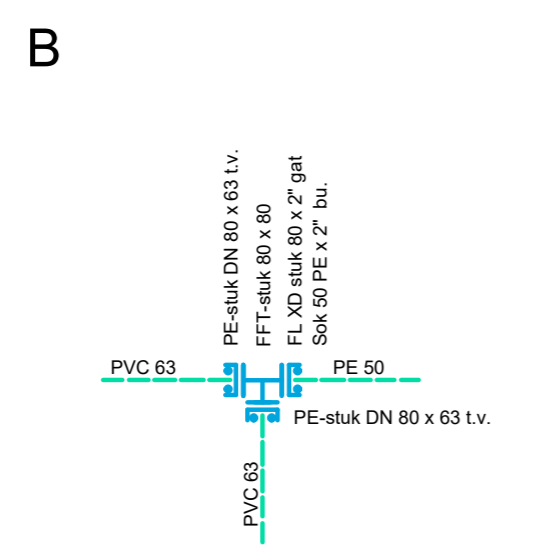 B
PE-stuk DN 80 x 63 t.v.
FFT-stuk 80 x 80
FL XD stuk 80 x 2" gat
Sok 50 PE x 2" bu.
PVC 63
PE 50
PE-stuk DN 80 x 63 t.v.
PVC 63